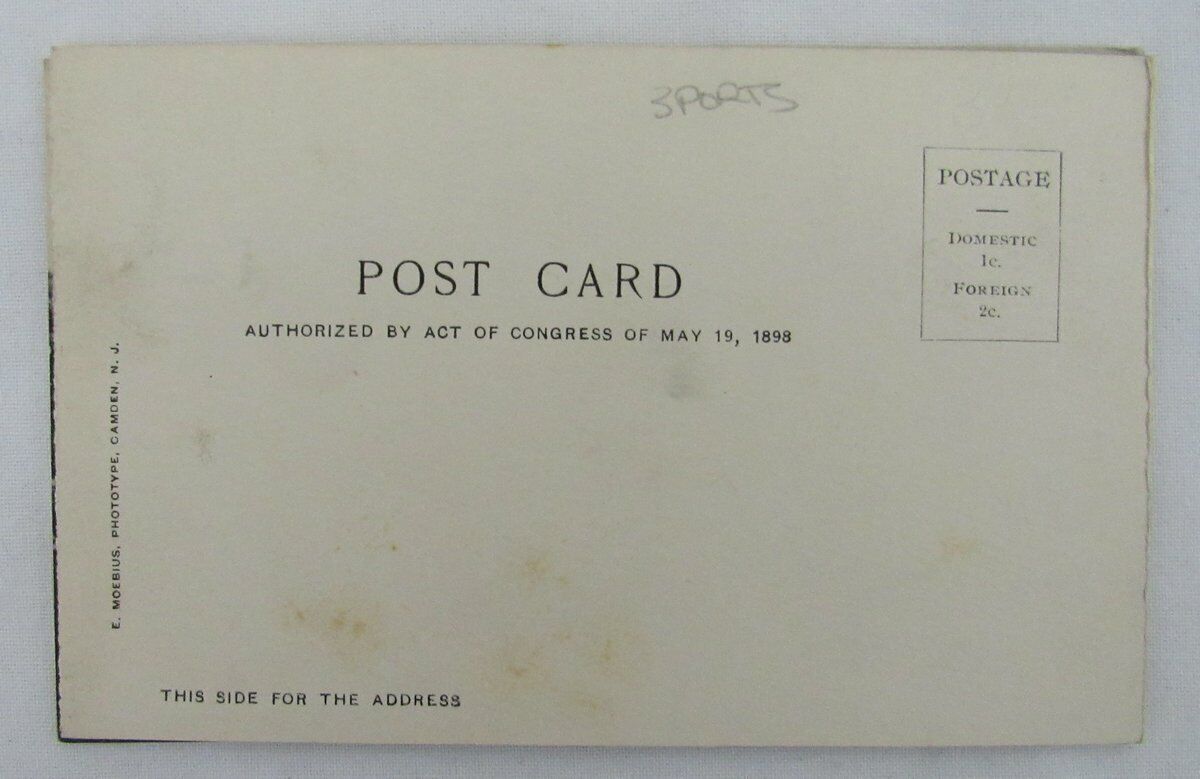 SPORTS
POSTAGE
DOMESTIC
1c.
FOREIGN
2c.
POST CARD
AUTHORIZED BY ACT OF CONGRESS OF MAY 19, 1898
E. MOEBIUS, PHOTOTYPE, CAMDEN, N. J.
THIS SIDE FOR THE ADDRESS